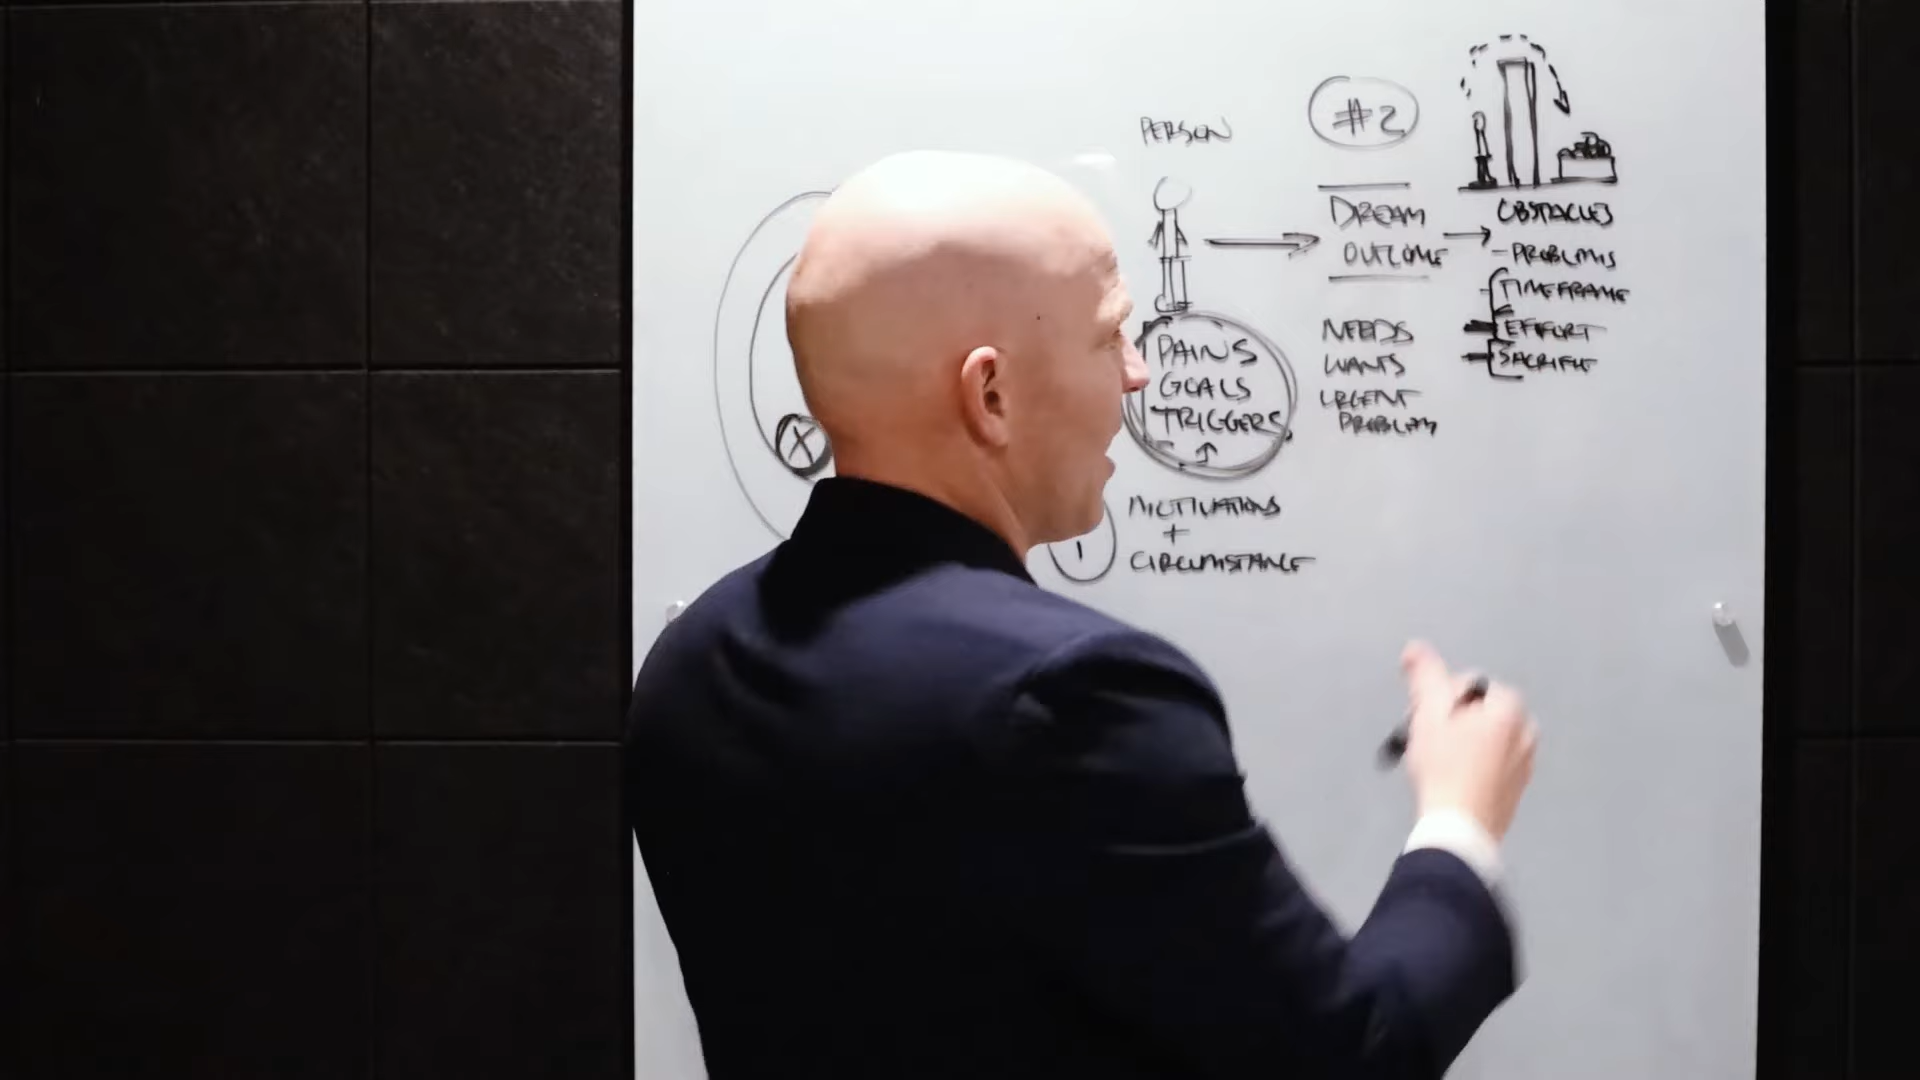 PERSON
#2
DREAM
OUTCOME
OBSTACLES
- PROBLEMS
- TIMEFRAME
- EFFORT
- SACRIFICE
PAINS
GOALS
TRIGGERS
NEEDS
WANTS
URGENT
PROBLEM
X
1
MOTIVATIONS
+
CIRCUMSTANCE